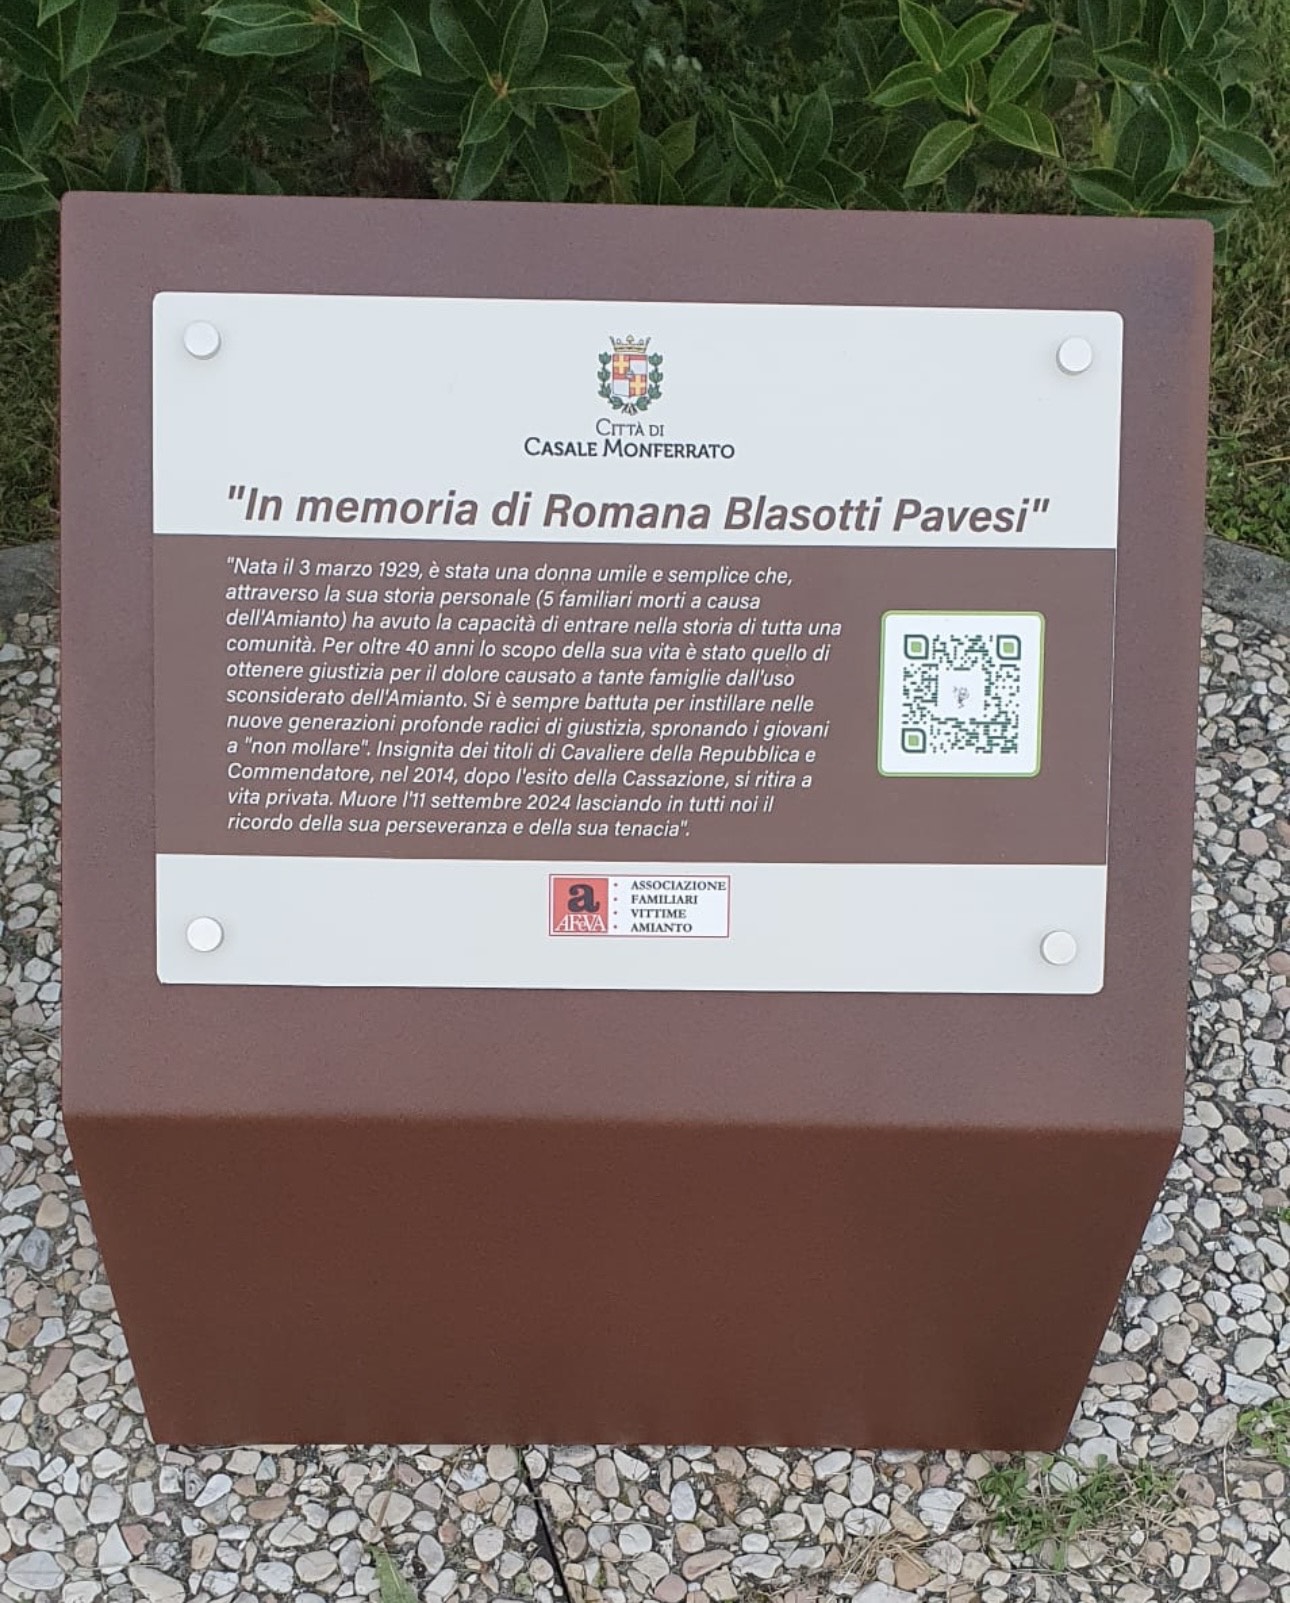 CITTÀ DI
CASALE MONFERRATO
"In memoria di Romana Blasotti Pavesi"
"Nata il 3 marzo 1929, è stata una donna umile e semplice che,
attraverso la sua storia personale (5 familiari morti a causa
dell'Amianto) ha avuto la capacità di entrare nella storia di tutta una
comunità. Per oltre 40 anni lo scopo della sua vita è stato quello di
ottenere giustizia per il dolore causato a tante famiglie dall'uso
sconsiderato dell'Amianto. Si è sempre battuta per instillare nelle
nuove generazioni profonde radici di giustizia, spronando i giovani
a "non mollare". Insignita dei titoli di Cavaliere della Repubblica e
Commendatore, nel 2014, dopo l'esito della Cassazione, si ritira a
vita privata. Muore l'11 settembre 2024 lasciando in tutti noi il
ricordo della sua perseveranza e della sua tenacia".
a
AFeVA
ASSOCIAZIONE
FAMILIARI
VITTIME
AMIANTO